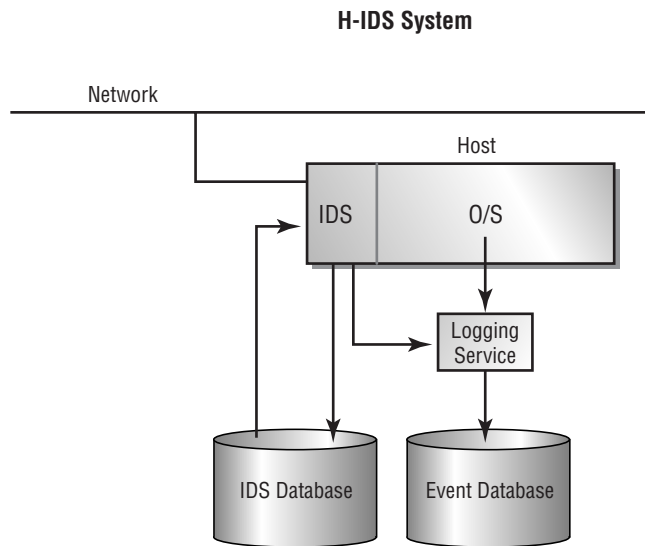 H-IDS System
Network
Host
IDS
O/S
Logging
Service
IDS Database
Event Database